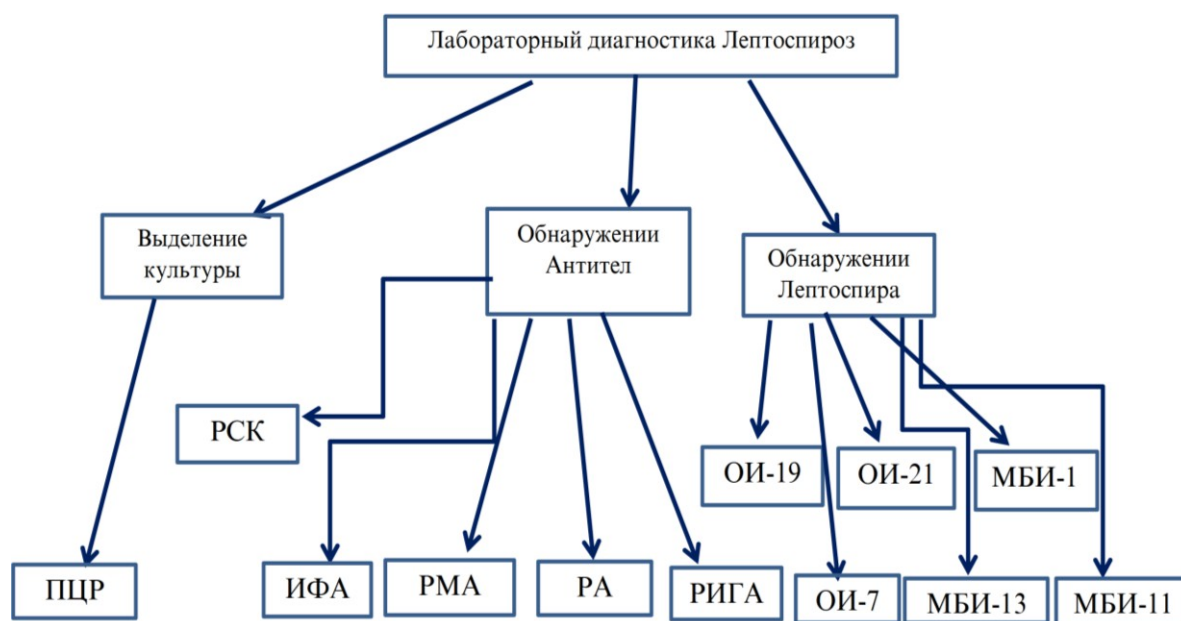 Лабораторный диагностика Лептоспироз
Выделение
культуры
Обнаружении
Антител
Обнаружении
Лептоспира
РСК
ОИ-19
ОИ-21
МБИ-1
ПЦР
ИФА
РМА
РА
РИГА
ОИ-7
МБИ-13
МБИ-11